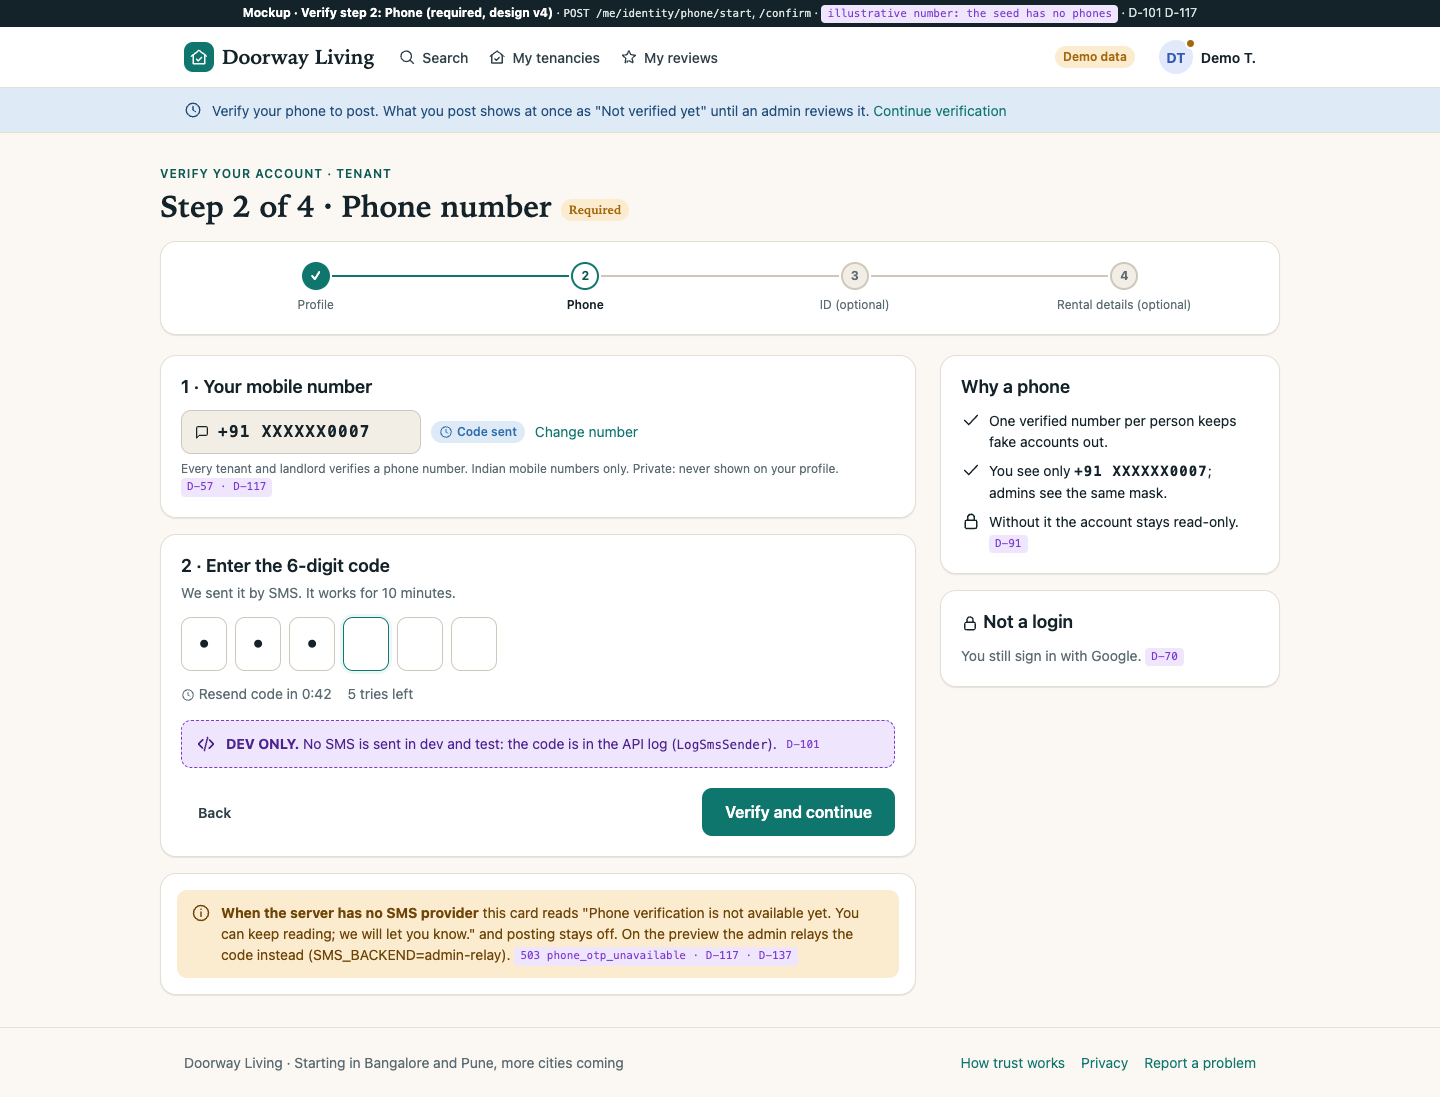 Mockup · Verify step 2: Phone (required, design v4) · POST /me/identity/phone/start, /confirm · illustrative number: the seed has no phones · D-101 D-117
Doorway Living
Search
My tenancies
My reviews
Demo data
DT
Demo T.
Verify your phone to post. What you post shows at once as "Not verified yet" until an admin reviews it. Continue verification
VERIFY YOUR ACCOUNT · TENANT
Step 2 of 4 · Phone number Required
2
3
4
Profile
Phone
ID (optional)
Rental details (optional)
1 · Your mobile number
+91 XXXXXX0007
Code sent
Change number
Every tenant and landlord verifies a phone number. Indian mobile numbers only. Private: never shown on your profile.
D-57 · D-117
2 · Enter the 6-digit code
We sent it by SMS. It works for 10 minutes.
Resend code in 0:42 5 tries left
DEV ONLY. No SMS is sent in dev and test: the code is in the API log (LogSmsSender). D-101
Back
Verify and continue
When the server has no SMS provider this card reads "Phone verification is not available yet. You
can keep reading; we will let you know." and posting stays off. On the preview the admin relays the
code instead (SMS_BACKEND=admin-relay). 503 phone_otp_unavailable · D-117 · D-137
Why a phone
One verified number per person keeps
fake accounts out.
You see only +91 XXXXXX0007;
admins see the same mask.
Without it the account stays read-only.
D-91
Not a login
You still sign in with Google. D-70
Doorway Living · Starting in Bangalore and Pune, more cities coming
How trust works
Privacy
Report a problem